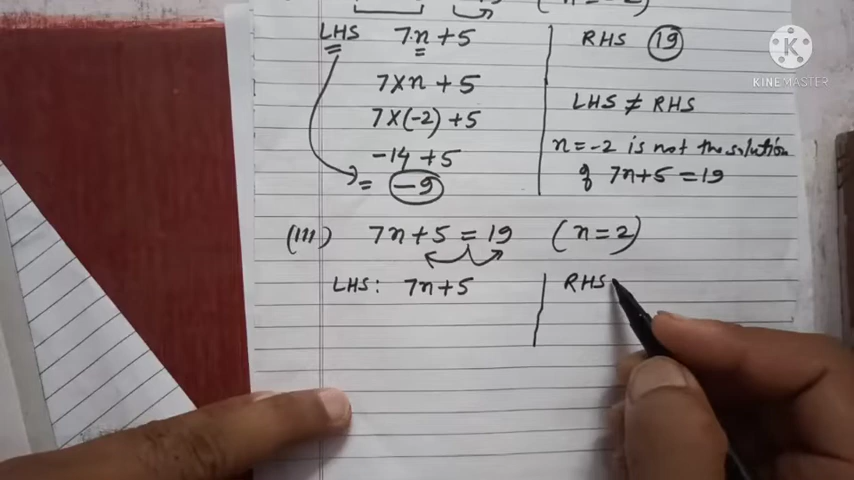 LHS 7n+5
7×n+5
7×(-2)+5
-14+5
= -9
RHS 19
LHS ≠ RHS
n=-2 is not the solution
of 7n+5=19
(III) 7n+5=19 (n=2)
LHS: 7n+5
RHS
KINEMASTER